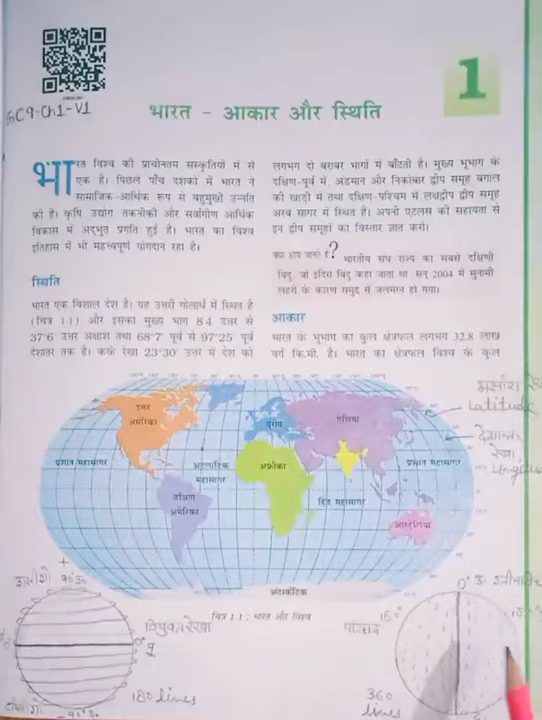 GC9-Ch1-V1
1
भारत - आकार और स्थिति
भारत विश्व की प्राचीनतम संस्कृतियों में से
एक है। पिछले पाँच दशकों में भारत ने
सामाजिक-आर्थिक रूप से बहुमुखी उन्नति
की है। कृषि उद्योग तकनीकी और सर्वांगीण आर्थिक
विकास में अद्भुत प्रगति हुई है। भारत का विश्व
इतिहास में भी महत्त्वपूर्ण योगदान रहा है।
स्थिति
भारत एक विशाल देश है। यह उत्तरी गोलार्ध में स्थित है
(चित्र 1.1) और इसका मुख्य भाग 8°4' उत्तर से
37°6' उत्तर अक्षांश तथा 68°7' पूर्व से 97°25' पूर्व
देशांतर तक है। कर्क रेखा 23°30' उत्तर में देश को
लगभग दो बराबर भागों में बाँटती है। मुख्य भूभाग के
दक्षिण-पूर्व में, अंडमान और निकोबार द्वीप समूह बंगाल
की खाड़ी में तथा दक्षिण-पश्चिम में लक्षद्वीप द्वीप समूह
अरब सागर में स्थित हैं। अपनी एटलस की सहायता से
इन द्वीप समूहों का विस्तार ज्ञात करो।
क्या आप जानते हैं? भारतीय संघ राज्य का सबसे दक्षिणी
बिंदु, जो इंदिरा बिंदु कहा जाता था सन् 2004 में सुनामी
लहरों के कारण समुद्र में जलमग्न हो गया।
आकार
भारत के भूभाग का कुल क्षेत्रफल लगभग 32.8 लाख
वर्ग कि.मी. है। भारत का क्षेत्रफल विश्व के कुल
उत्तर
अमेरिका
यूरोप
एशिया
प्रशांत महासागर
अटलांटिक
महासागर
अफ्रीका
प्रशांत महासागर
हिंद महासागर
दक्षिण
अमेरिका
आस्ट्रेलिया
अंटार्कटिक
चित्र 1.1 : भारत और विश्व
Latitude
देशान्तर
रेखा
90°
विषुवत रेखा
0°
180 lines
0°
15°
360
lines